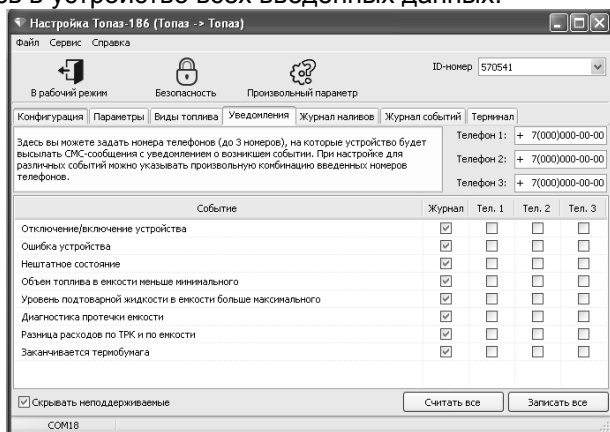 в в устройство всех введенных данных.
Настройка Топаз-186 (Топаз -> Топаз)
Файл Сервис Справка
В рабочий режим Безопасность Произвольный параметр ID-номер 570541
Конфигурация Параметры Виды топлива Уведомления Журнал наливов Журнал событий Терминал
Здесь вы можете задать номера телефонов (до 3 номеров), на которые устройство будет
высылать СМС-сообщения с уведомлением о возникшем событии. При настройке для
различных событий можно указывать произвольную комбинацию введенных номеров
телефонов.
Телефон 1: + 7(000)000-00-00
Телефон 2: + 7(000)000-00-00
Телефон 3: + 7(000)000-00-00
Событие Журнал Тел. 1 Тел. 2 Тел. 3
Отключение/включение устройства
Ошибка устройства
Нештатное состояние
Объем топлива в емкости меньше минимального
Уровень подтоварной жидкости в емкости больше максимального
Диагностика протечки емкости
Разница расходов по ТРК и по емкости
Заканчивается термобумага
Скрывать неподдерживаемые Считать все Записать все
COM18